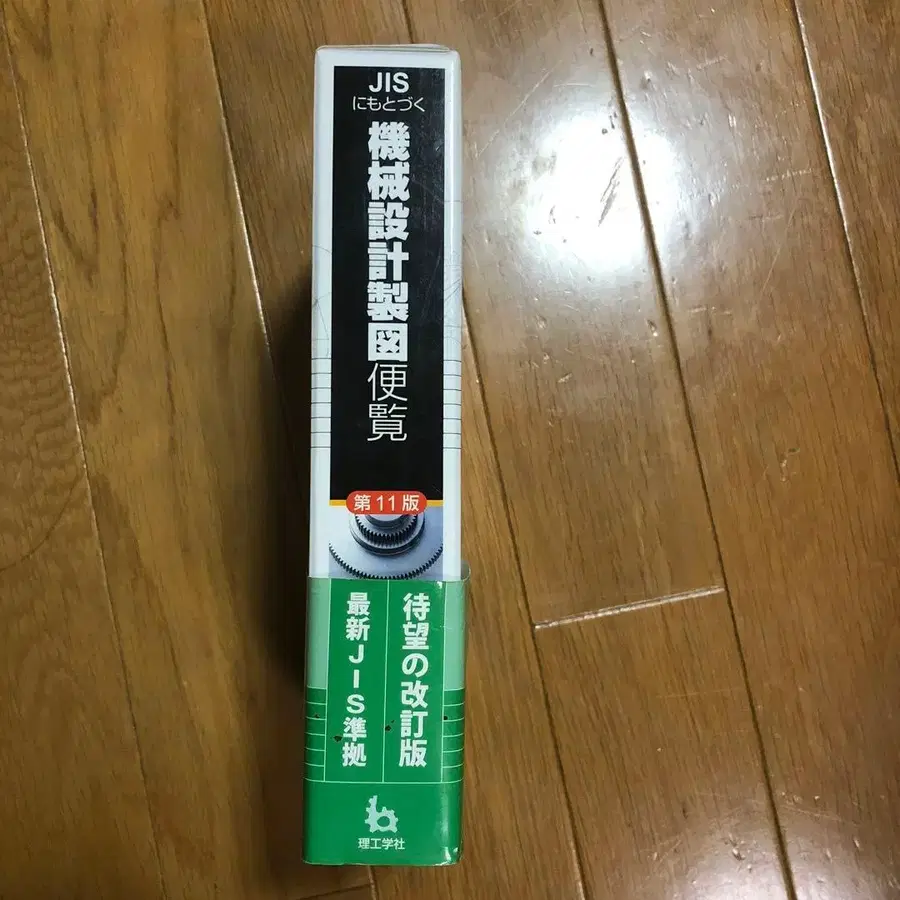 JIS
にもとづく
機械設計製図便覧
第11版
待望の改訂版
最新JIS準拠
理工学社